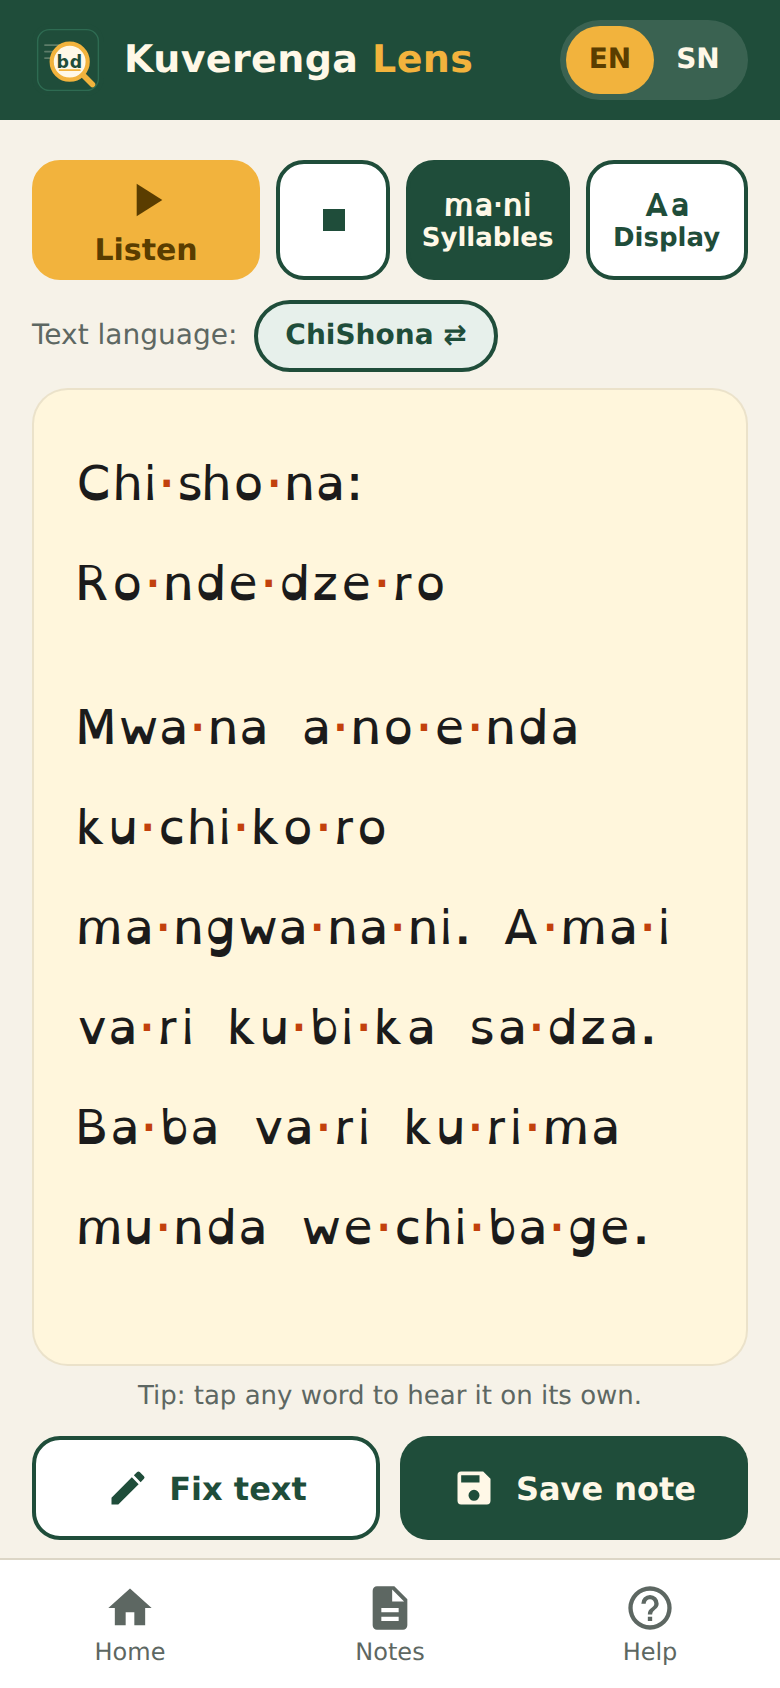 bd
Kuverenga Lens
EN SN
Listen
ma·ni
Syllables
Aa
Display
Text language:
ChiShona ⇄
Chi·sho·na:
Ro·nde·dze·ro
Mwa·na a·no·e·nda
ku·chi·ko·ro
ma·ngwa·na·ni. A·ma·i
va·ri ku·bi·ka sa·dza.
Ba·ba va·ri ku·ri·ma
mu·nda we·chi·ba·ge.
Tip: tap any word to hear it on its own.
Fix text
Save note
Home
Notes
Help